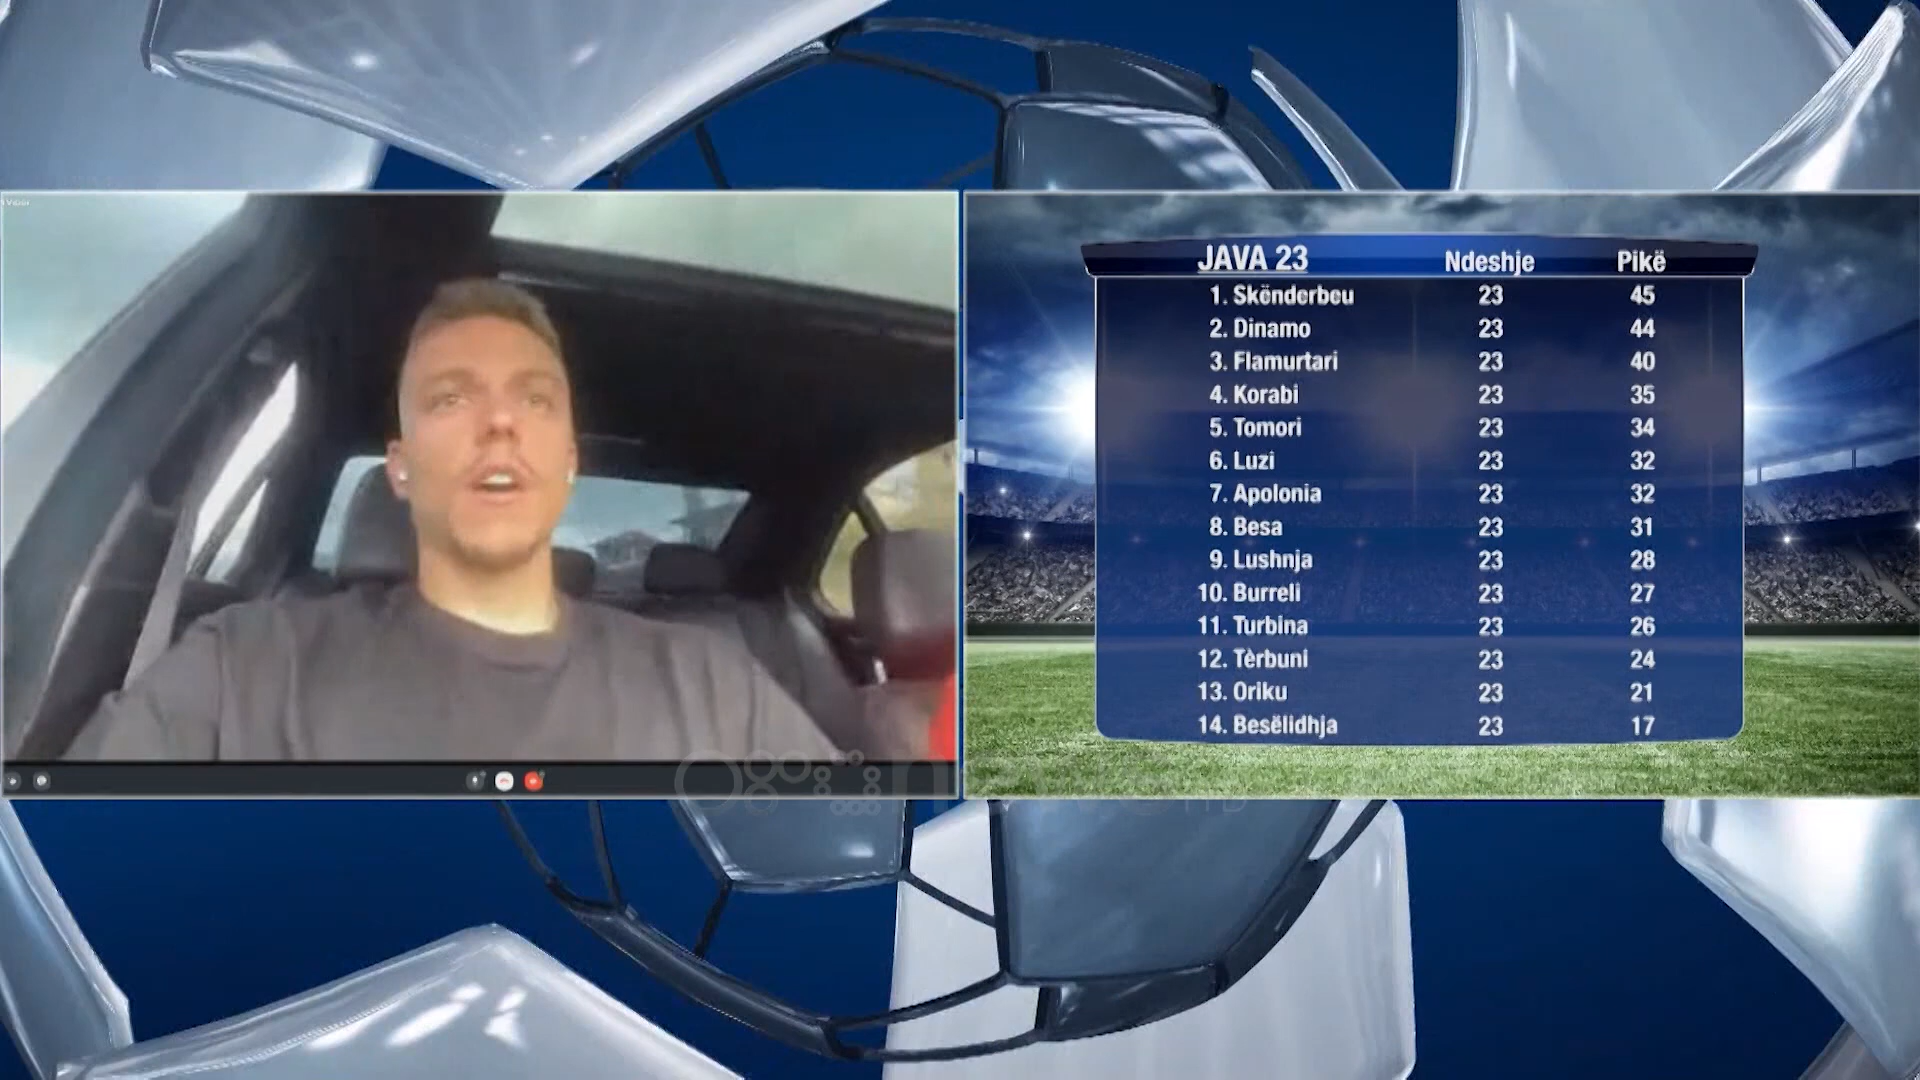 JAVA 23 Ndeshje Pikë
1. Skënderbeu 23 45
2. Dinamo 23 44
3. Flamurtari 23 40
4. Korabi 23 35
5. Tomori 23 34
6. Luzi 23 32
7. Apolonia 23 32
8. Besa 23 31
9. Lushnja 23 28
10. Burreli 23 27
11. Turbina 23 26
12. Tèrbuni 23 24
13. Oriku 23 21
14. Besëlidhja 23 17